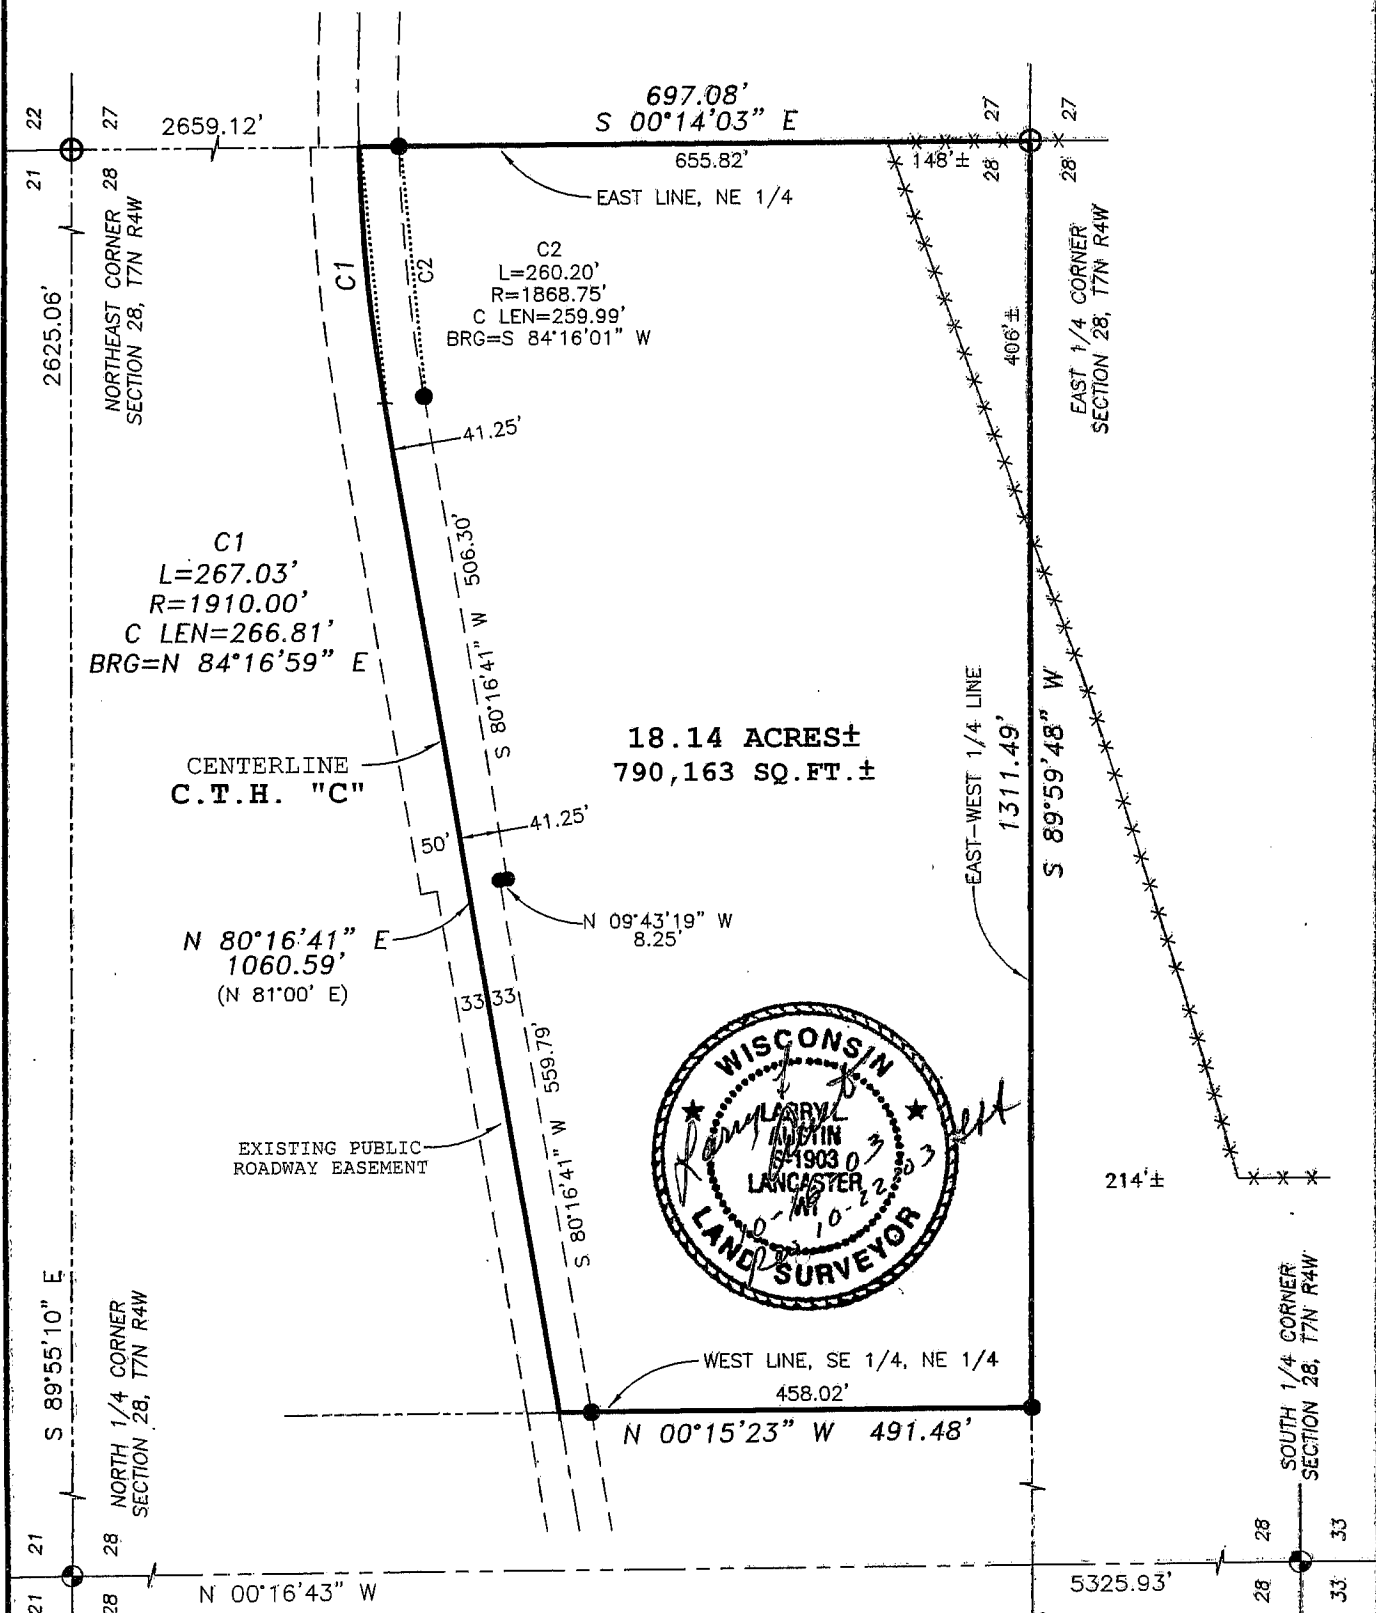 697.08'
S 00°14'03" E
22
27
2659.12'
27
27
655.82'
148'±
21
28
28
28
EAST LINE, NE 1/4
NORTHEAST CORNER
SECTION 28, T7N R4W
EAST 1/4 CORNER
SECTION 28, T7N R4W
2625.06'
C1
C2
C2
L=260.20'
R=1868.75'
C LEN=259.99'
BRG=S 84°16'01" W
406'±
41.25'
C1
L=267.03'
R=1910.00'
C LEN=266.81'
BRG=N 84°16'59" E
S 80°16'41" W 506.30'
CENTERLINE
C.T.H. "C"
18.14 ACRES±
790,163 SQ.FT.±
EAST-WEST 1/4 LINE
1311.49'
S 89°59'48" W
41.25'
50'
N 09°43'19" W
8.25'
N 80°16'41" E
1060.59'
(N 81°00' E)
33
33
S 80°16'41" W 559.79'
EXISTING PUBLIC
ROADWAY EASEMENT
WISCONSIN
LARRY L.
AUSTIN
S-1903
LANCASTER
WI
LAND SURVEYOR
10-22-03
214'±
S 89°55'10" E
NORTH 1/4 CORNER
SECTION 28, T7N R4W
WEST LINE, SE 1/4, NE 1/4
458.02'
N 00°15'23" W 491.48'
SOUTH 1/4 CORNER
SECTION 28, T7N R4W
21
28
28
33
N 00°16'43" W
5325.93'
21
28
28
33